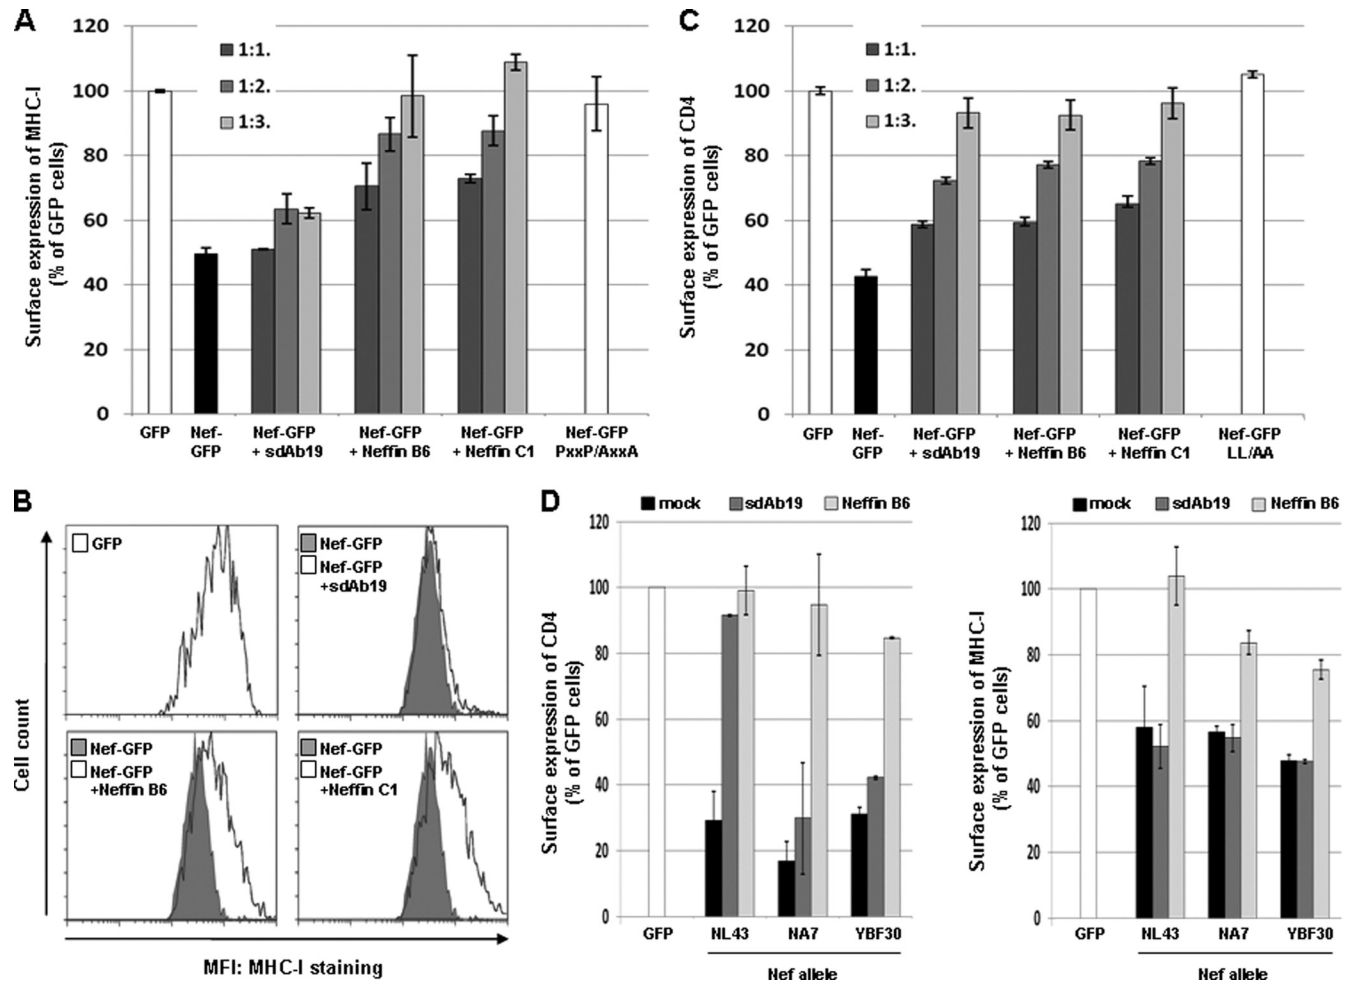 A
Surface expression of MHC-I
(% of GFP cells)
120
100
80
60
40
20
0
1:1.
1:2.
1:3.
GFP
Nef-
GFP
Nef-GFP
+ sdAb19
Nef-GFP
+ Neffin B6
Nef-GFP
+ Neffin C1
Nef-GFP
PxxP/AxxA
C
Surface expression of CD4
(% of GFP cells)
120
100
80
60
40
20
0
1:1.
1:2.
1:3.
GFP
Nef-
GFP
Nef-GFP
+ sdAb19
Nef-GFP
+ Neffin B6
Nef-GFP
+ Neffin C1
Nef-GFP
LL/AA
B
Cell count
GFP
Nef-GFP
Nef-GFP
+sdAb19
Nef-GFP
Nef-GFP
+Neffin B6
Nef-GFP
Nef-GFP
+Neffin C1
MFI: MHC-I staining
D
mock sdAb19 Neffin B6
Surface expression of CD4
(% of GFP cells)
120
100
80
60
40
20
0
GFP NL43 NA7 YBF30
Nef allele
mock sdAb19 Neffin B6
Surface expression of MHC-I
(% of GFP cells)
120
100
80
60
40
20
0
GFP NL43 NA7 YBF30
Nef allele